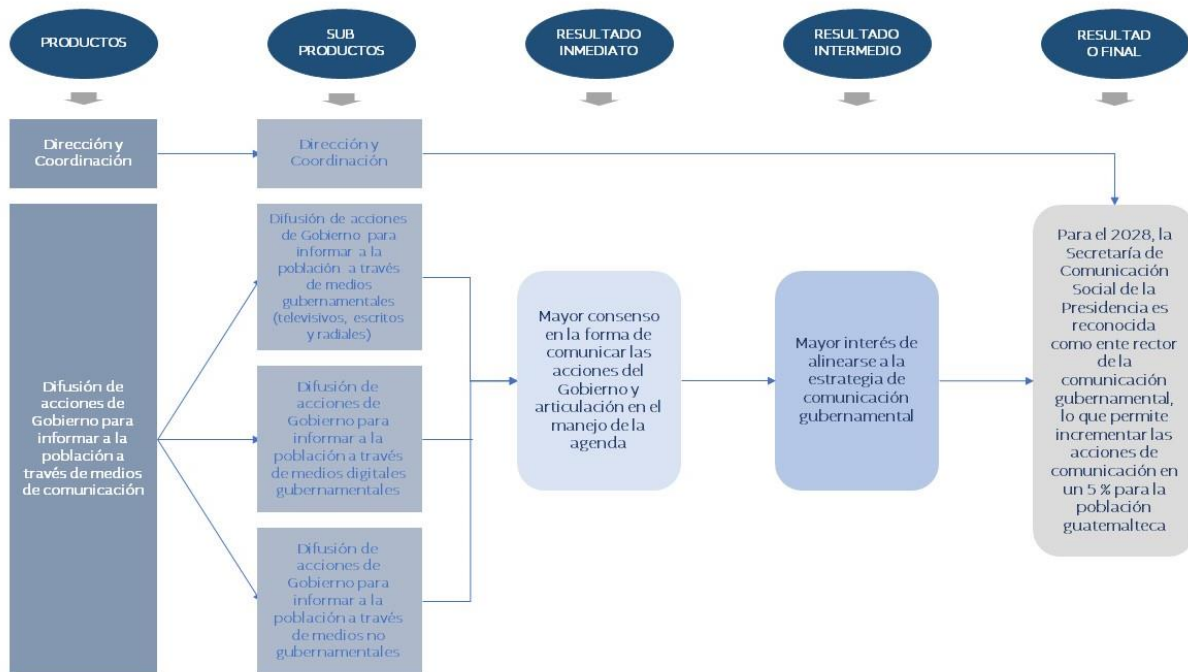 PRODUCTOS
SUB
PRODUCTOS
RESULTADO
INMEDIATO
RESULTADO
INTERMEDIO
RESULTAD
O FINAL
Dirección y
Coordinación
Dirección y
Coordinación
Difusión de
acciones de
Gobierno para
informar a la
población a
través de medios
de comunicación
Difusión de acciones
de Gobierno para
informar a la
población a través
de medios
gubernamentales
(televisivos, escritos
y radiales)
Difusión de
acciones de
Gobierno para
informar a la
población a través
de medios digitales
gubernamentales
Difusión de
acciones de
Gobierno para
informar a la
población a través
de medios no
gubernamentales
Mayor consenso
en la forma de
comunicar las
acciones del
Gobierno y
articulación en el
manejo de la
agenda
Mayor interés de
alinearse a la
estrategia de
comunicación
gubernamental
Para el 2028, la
Secretaría de
Comunicación
Social de la
Presidencia es
reconocida
como ente rector
de la
comunicación
gubernamental,
lo que permite
incrementar las
acciones de
comunicación en
un 5 % para la
población
guatemalteca